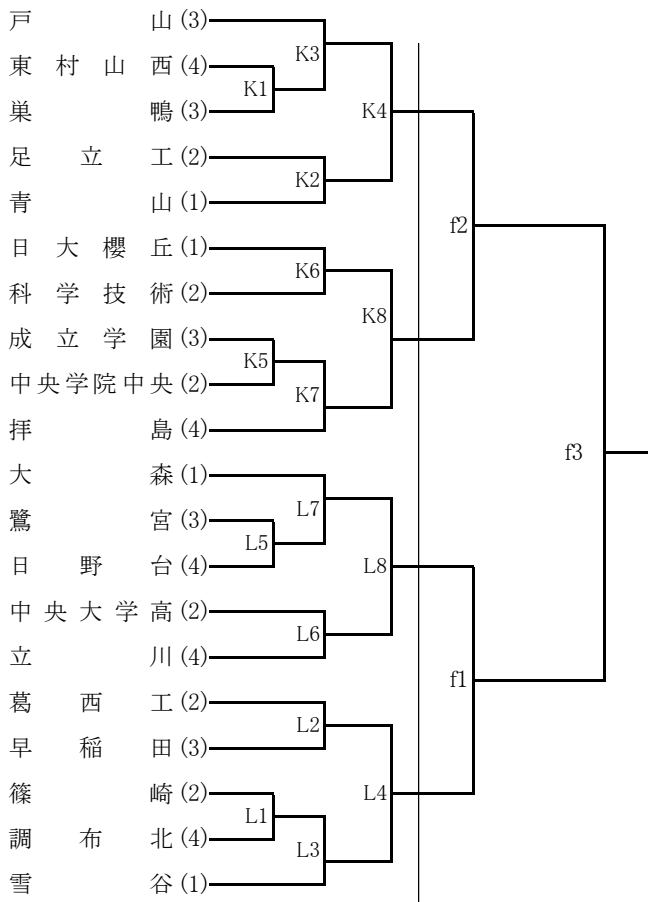 戸山(3)
K3
東村山西(4)
K1
K4
巣鴨(3)
足立工(2)
K2
青山(1)
f2
日大櫻丘(1)
K6
科学技術(2)
K8
成立学園(3)
K5
中央学院中央(2)
K7
拝島(4)
f3
大森(1)
L7
鷺宮(3)
L5
L8
日野台(4)
中央大学高(2)
L6
立川(4)
f1
葛西工(2)
L2
早稲田(3)
L4
篠崎(2)
L1
調布北(4)
L3
雪谷(1)